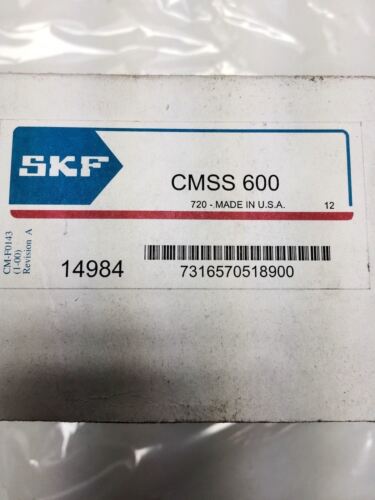 SKF
CMSS 600
720 - MADE IN U.S.A.
12
CM-F0143
(1-00)
Revision A
14984
7316570518900